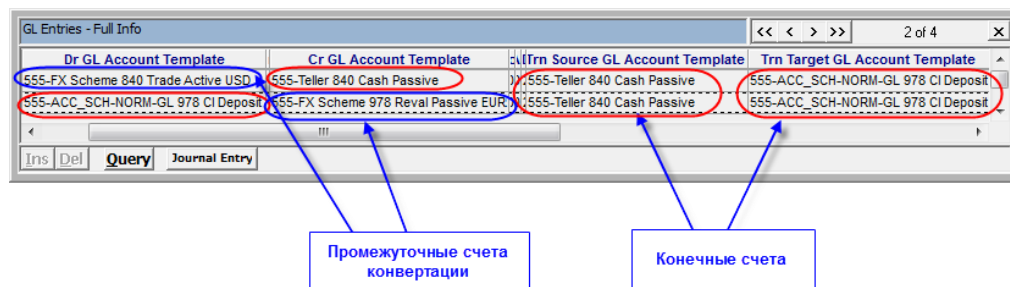 GL Entries - Full Info << < > >> 2 of 4 ×
Dr GL Account Template Cr GL Account Template Trn Source GL Account Template Trn Target GL Account Template
555-FX Scheme 840 Trade Active USD 555-Teller 840 Cash Passive 555-Teller 840 Cash Passive 555-ACC_SCH-NORM-GL 978 CI Deposit
555-ACC_SCH-NORM-GL 978 CI Deposit 555-FX Scheme 978 Reval Passive EUR 555-Teller 840 Cash Passive 555-ACC_SCH-NORM-GL 978 CI Deposit
Ins Del Query Journal Entry
Промежуточные счета
конвертации
Конечные счета